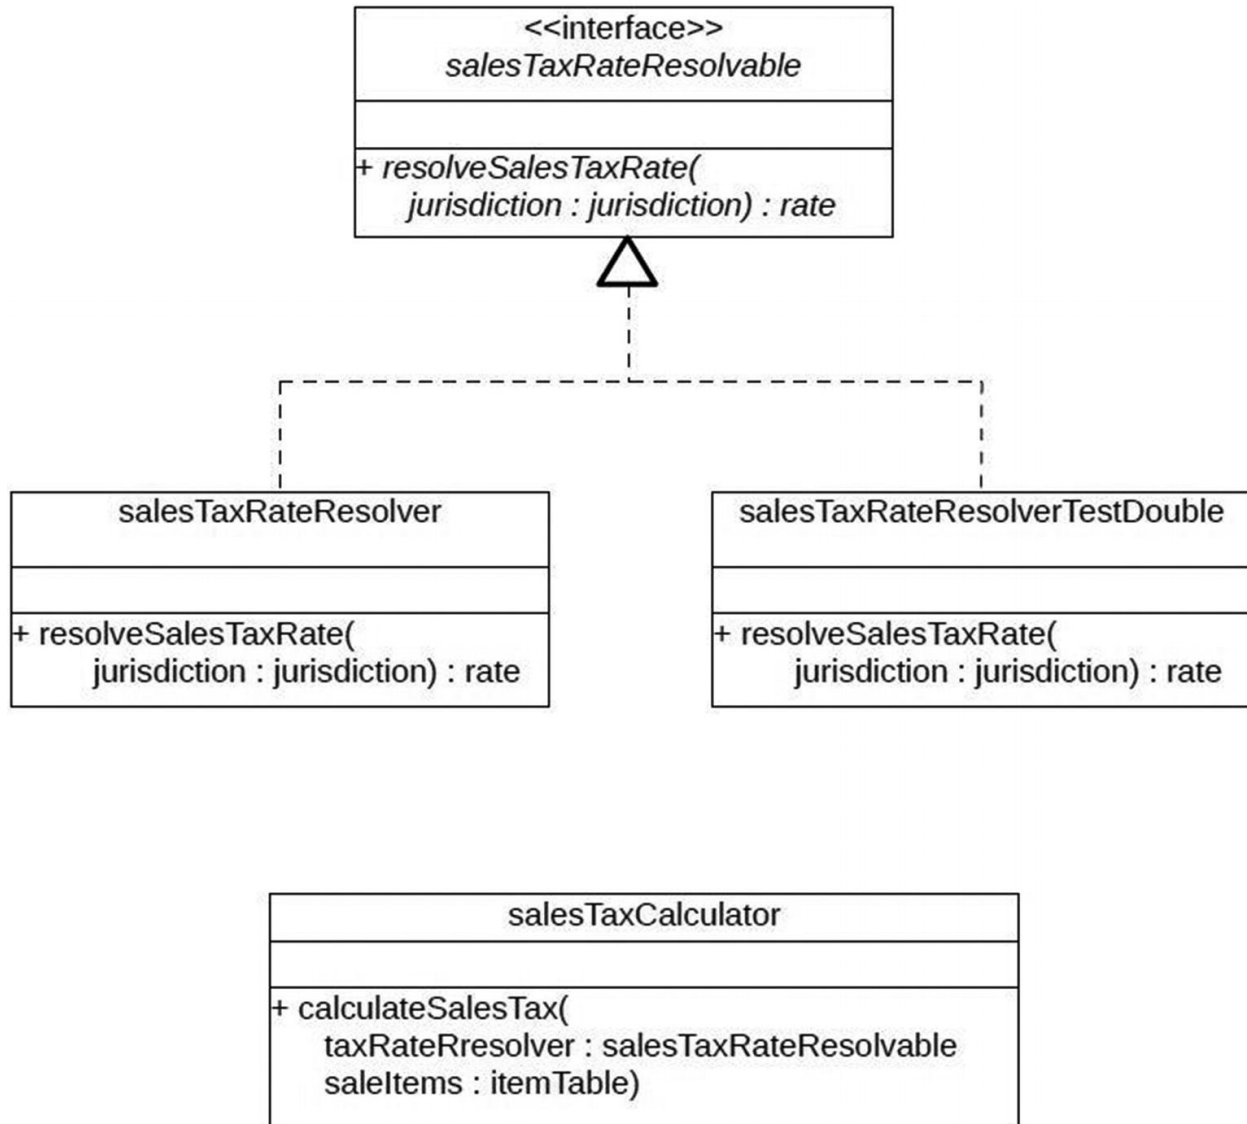 <<interface>>
salesTaxRateResolvable
+ resolveSalesTaxRate(
jurisdiction : jurisdiction) : rate
salesTaxRateResolver
+ resolveSalesTaxRate(
jurisdiction : jurisdiction) : rate
salesTaxRateResolverTestDouble
+ resolveSalesTaxRate(
jurisdiction : jurisdiction) : rate
salesTaxCalculator
+ calculateSalesTax(
taxRateRresolver : salesTaxRateResolvable
saleItems : itemTable)